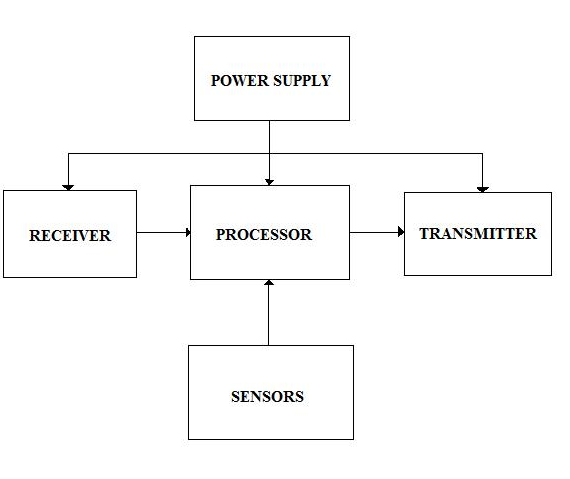 POWER SUPPLY
RECEIVER
PROCESSOR
TRANSMITTER
SENSORS